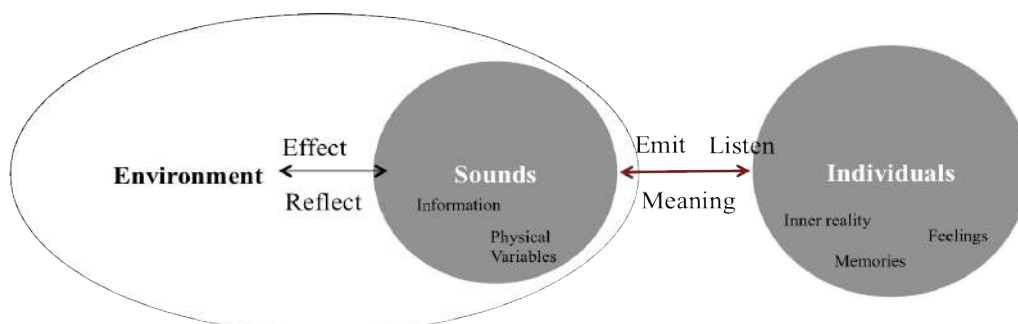 Effect
Environment
Reflect
Sounds
Information
Physical
Variables
Emit Listen
Meaning
Individuals
Inner reality
Feelings
Memories